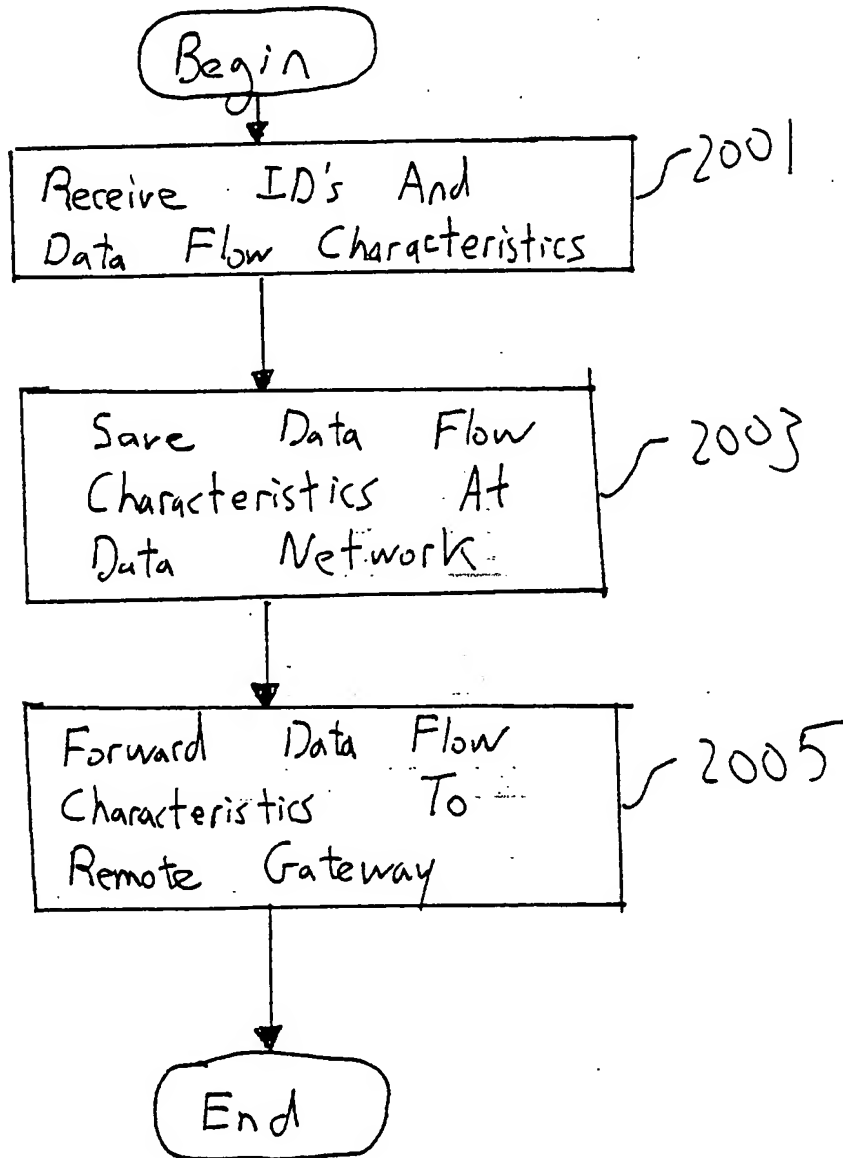 Begin
2001
Receive ID's And
Data Flow Characteristics
Save Data Flow
Characteristics At
Data Network
2003
Forward Data Flow
Characteristics To
Remote Gateway
2005
End